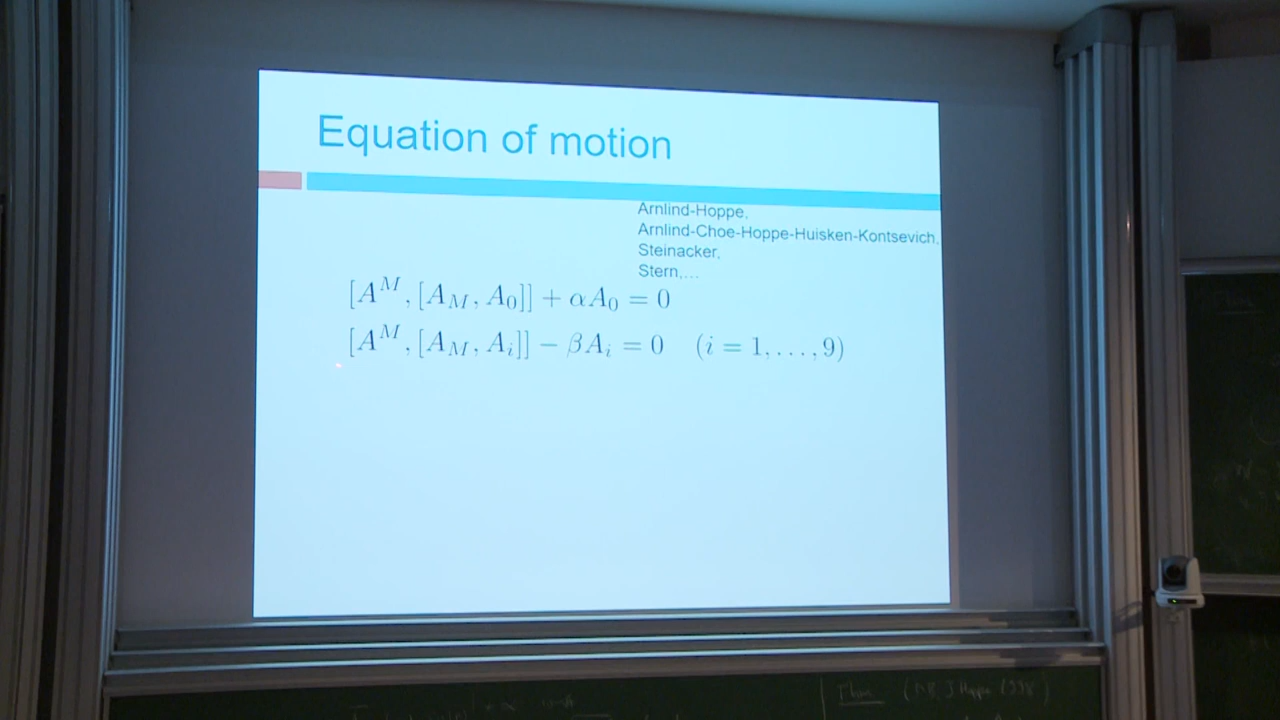 Equation of motion
Arnlind-Hoppe,
Arnlind-Choe-Hoppe-Huisken-Kontsevich,
Steinacker,
Stern,...
[A^M, [A_M, A_0]] + αA_0 = 0
[A^M, [A_M, A_i]] − βA_i = 0 (i = 1, . . . , 9)
Hoppe